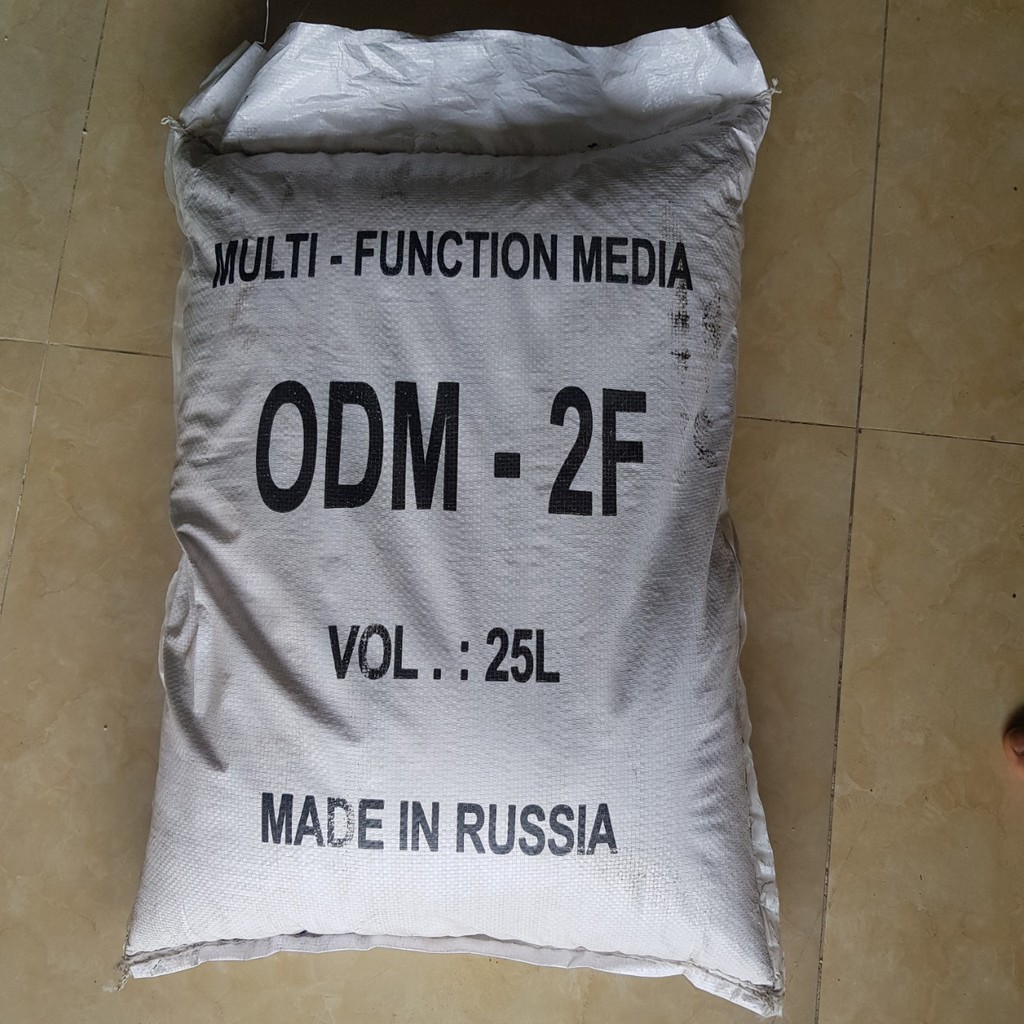 MULTI - FUNCTION MEDIA
ODM - 2F
VOL . : 25L
MADE IN RUSSIA